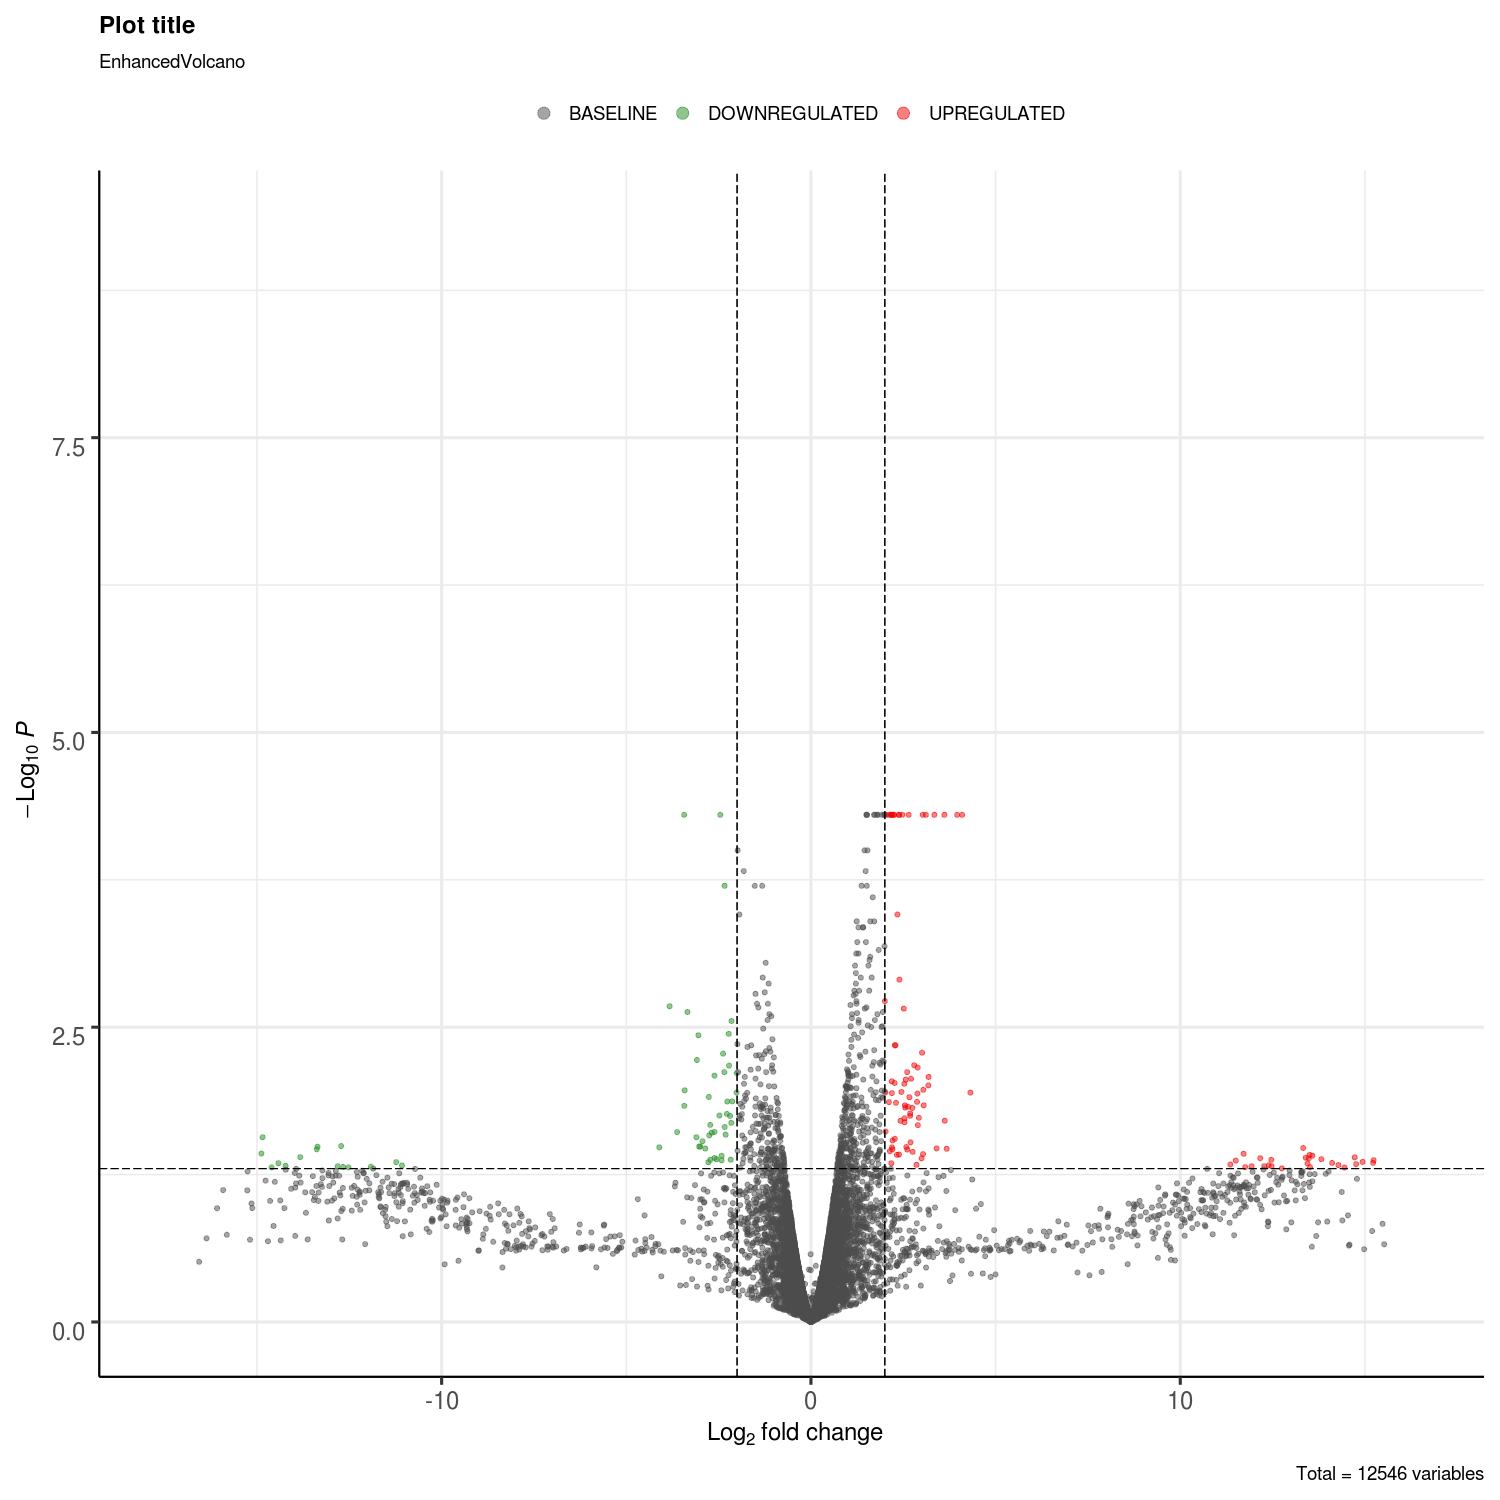 Plot title
EnhancedVolcano
BASELINE DOWNREGULATED UPREGULATED
7.5
5.0
2.5
0.0
−Log₁₀ P
-10 0 10
Log₂ fold change
Total = 12546 variables